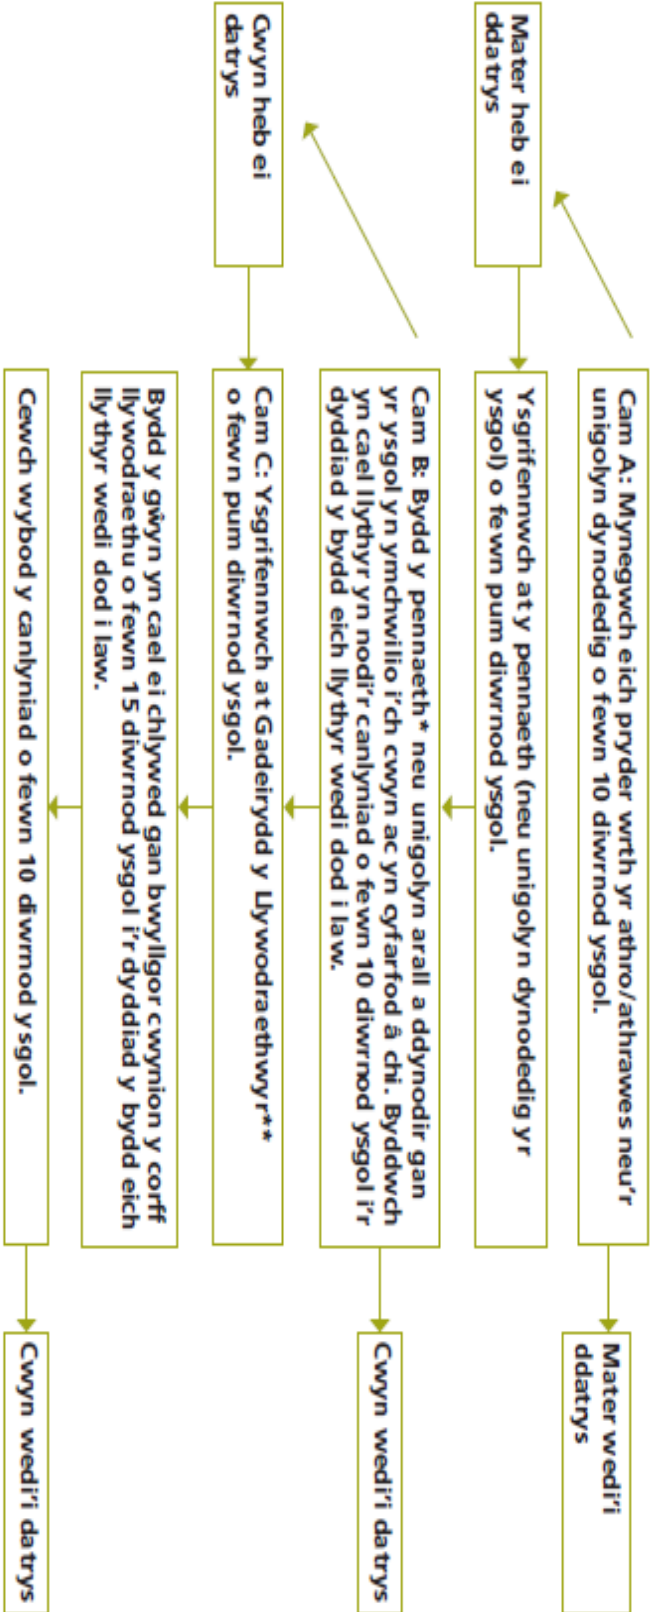 Cam A: Mynegwch eich pryder wrth yr athro/athrawes neu'r
unigolyn dynodedig o fewn 10 diwrnod ysgol.
Mater wedi'i
ddatrys
Mater heb ei
ddatrys
Ysgrifennwch at y pennaeth (neu unigolyn dynodedig yr
ysgol) o fewn pum diwrnod ysgol.
Cam B: Bydd y pennaeth* neu unigolyn arall a ddynodir gan
yr ysgol yn ymchwilio i'ch cwyn ac yn cyfarfod â chi. Byddwch
yn cael llythyr yn nodi'r canlyniad o fewn 10 diwrnod ysgol i'r
dyddiad y bydd eich llythyr wedi dod i law.
Cwyn wedi'i datrys
Cwyn heb ei
datrys
Cam C: Ysgrifennwch at Gadeirydd y Llywodraethwyr**
o fewn pum diwrnod ysgol.
Bydd y gŵyn yn cael ei chlywed gan bwyllgor cwynion y corff
llywodraethu o fewn 15 diwrnod ysgol i'r dyddiad y bydd eich
llythyr wedi dod i law.
Cewch wybod y canlyniad o fewn 10 diwrnod ysgol.
Cwyn wedi'i datrys